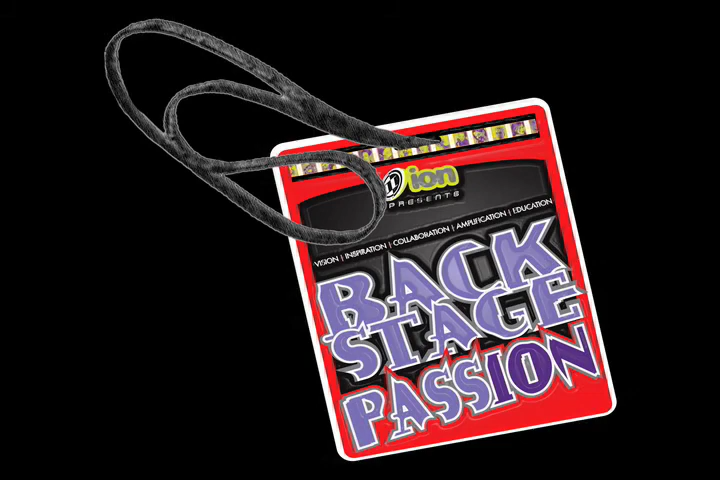 ion
PRESENTS
VISION | INSPIRATION | COLLABORATION | AMPLIFICATION | EDUCATION
BACK
STAGE
PASSION